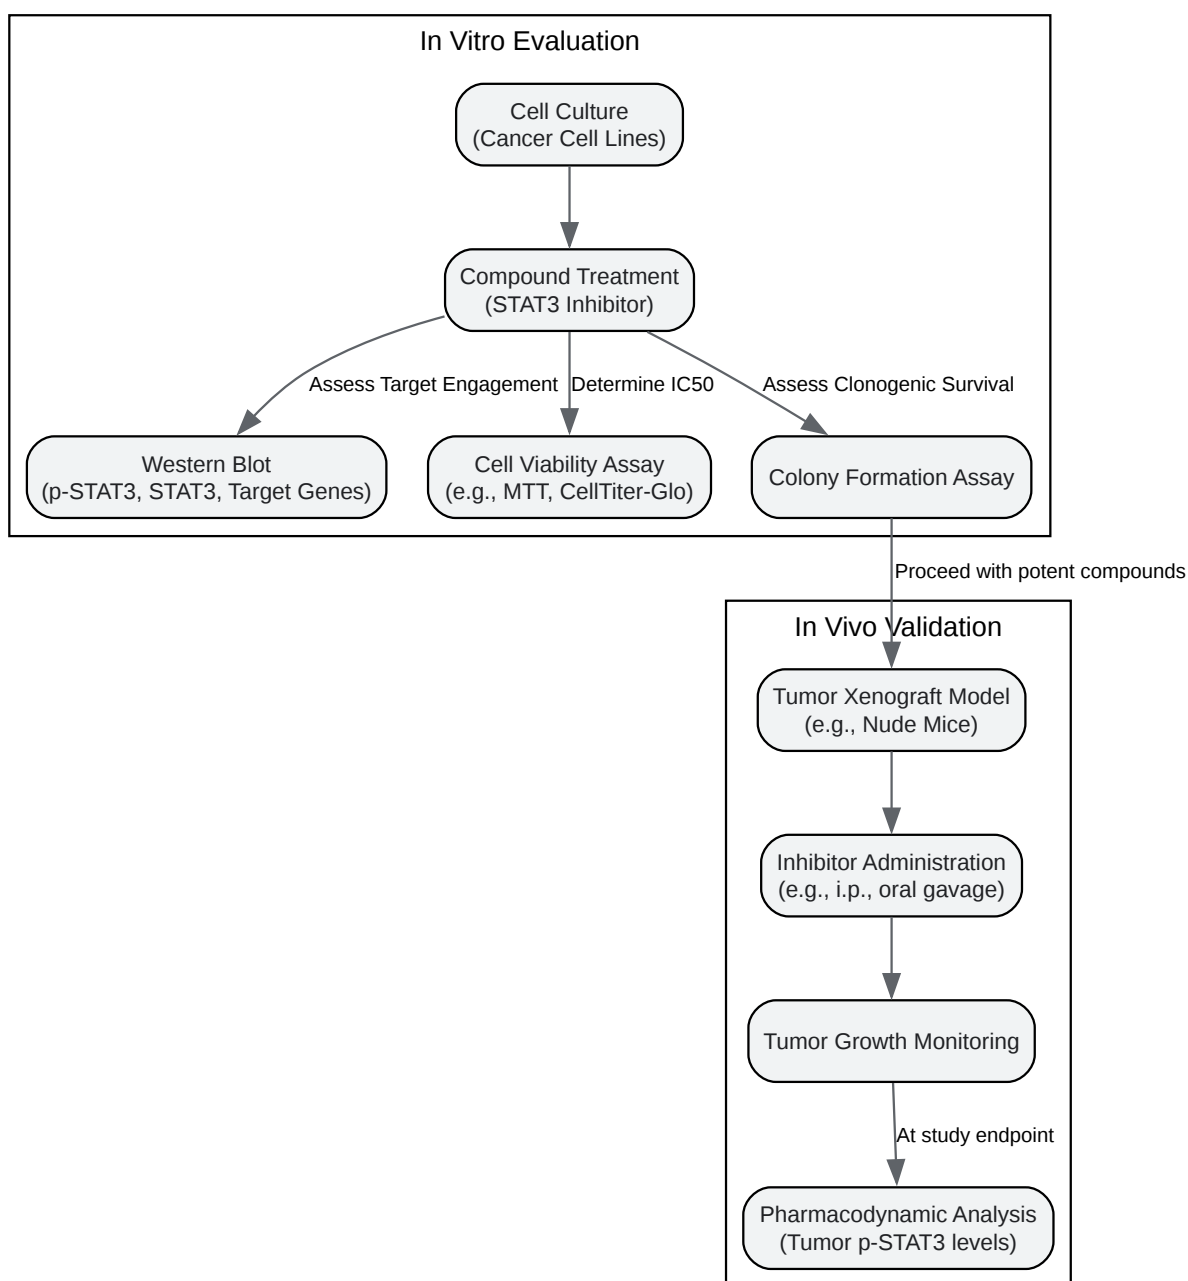 In Vitro Evaluation
Cell Culture
(Cancer Cell Lines)
Compound Treatment
(STAT3 Inhibitor)
Assess Target Engagement
Determine IC50
Assess Clonogenic Survival
Western Blot
(p-STAT3, STAT3, Target Genes)
Cell Viability Assay
(e.g., MTT, CellTiter-Glo)
Colony Formation Assay
Proceed with potent compounds
In Vivo Validation
Tumor Xenograft Model
(e.g., Nude Mice)
Inhibitor Administration
(e.g., i.p., oral gavage)
Tumor Growth Monitoring
At study endpoint
Pharmacodynamic Analysis
(Tumor p-STAT3 levels)